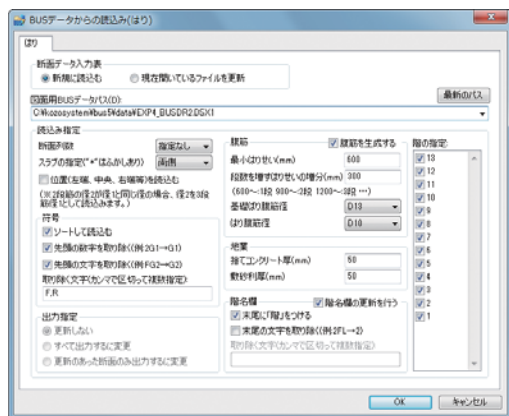 BUSデータからの読込み(はり)
はり
断面データ入力表
新規に読込む
現在開いているファイルを更新
図面用BUSデータパス(D):
最新のパス
C:¥kozosystem¥bus5¥data¥EXP4_BUSDR2.DSX1
読込み指定
断面列数
指定なし
スラブの指定("*"はふかしあり)
両側
位置(左端、中央、右端等)を読込む
(※2段筋の径2が径1と同じ径の場合、径2を3段
筋径1として読込みます。)
符号
ソートして読込む
先頭の数字を取り除く(例 2G1→G1)
先頭の文字を取り除く(例 FG2→G2)
取り除く文字(カンマで区切って複数指定):
F,R
出力指定
更新しない
すべて出力するに変更
更新のあった断面のみ出力するに変更
腹筋
腹筋を生成する
最小はりせい(mm)
600
段数を増すはりせいの増分(mm)
300
(600～:1段 900～:2段 1200～:3段 …)
基礎はり腹筋径
D13
はり腹筋径
D10
地業
捨てコンクリート厚(mm)
50
敷砂利厚(mm)
50
階名欄
階名欄の更新を行う
末尾に「階」をつける
末尾の文字を取り除く(例 2FL→2)
取り除く文字(カンマで区切って複数指定):
階の指定:
13
12
11
10
9
8
7
6
5
4
3
2
1
OK
キャンセル